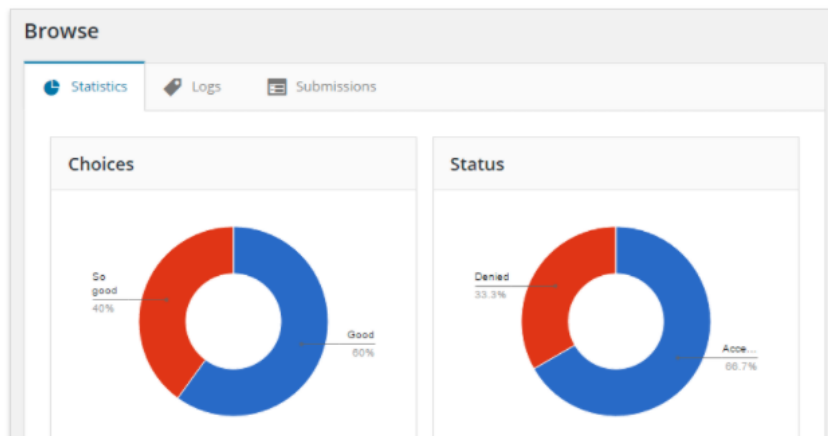 Browse
Statistics
Logs
Submissions
Choices
Status
So
good
40%
Good
60%
Denied
33.3%
Acce...
66.7%